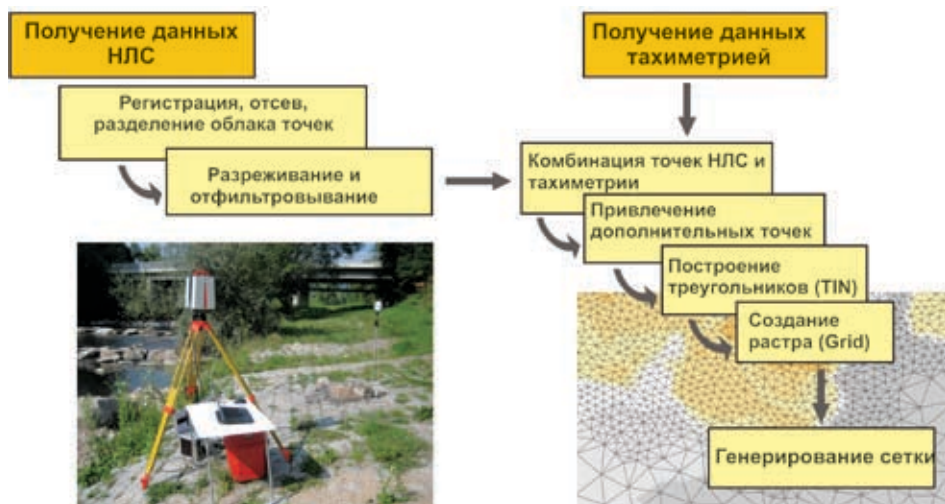 Получение данных
НЛС
Регистрация, отсев,
разделение облака точек
Разреживание и
отфильтровывание
Получение данных
тахиметрией
Комбинация точек НЛС и
тахиметрии
Привлечение
дополнительных точек
Построение
треугольников (TIN)
Создание
растра (Grid)
Генерирование сетки